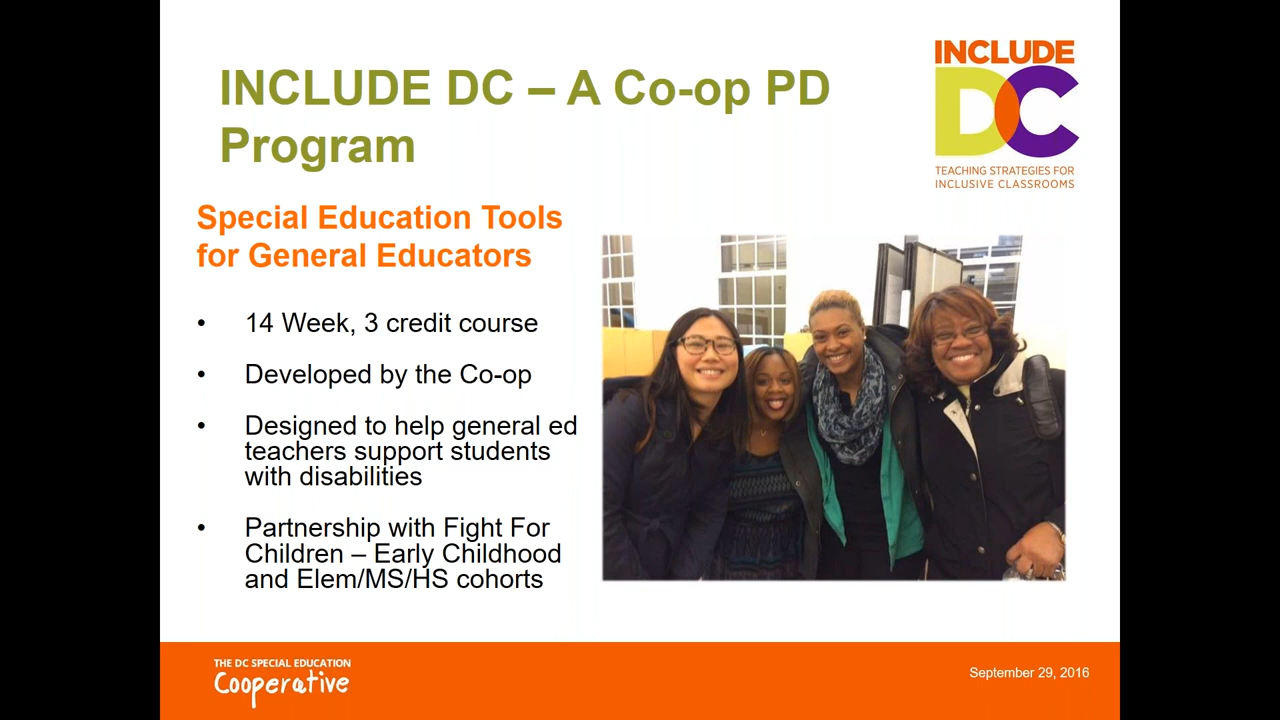 INCLUDE DC – A Co-op PD
Program
INCLUDE
DC
TEACHING STRATEGIES FOR
INCLUSIVE CLASSROOMS
Special Education Tools
for General Educators
• 14 Week, 3 credit course
• Developed by the Co-op
• Designed to help general ed
teachers support students
with disabilities
• Partnership with Fight For
Children – Early Childhood
and Elem/MS/HS cohorts
THE DC SPECIAL EDUCATION
Cooperative
September 29, 2016